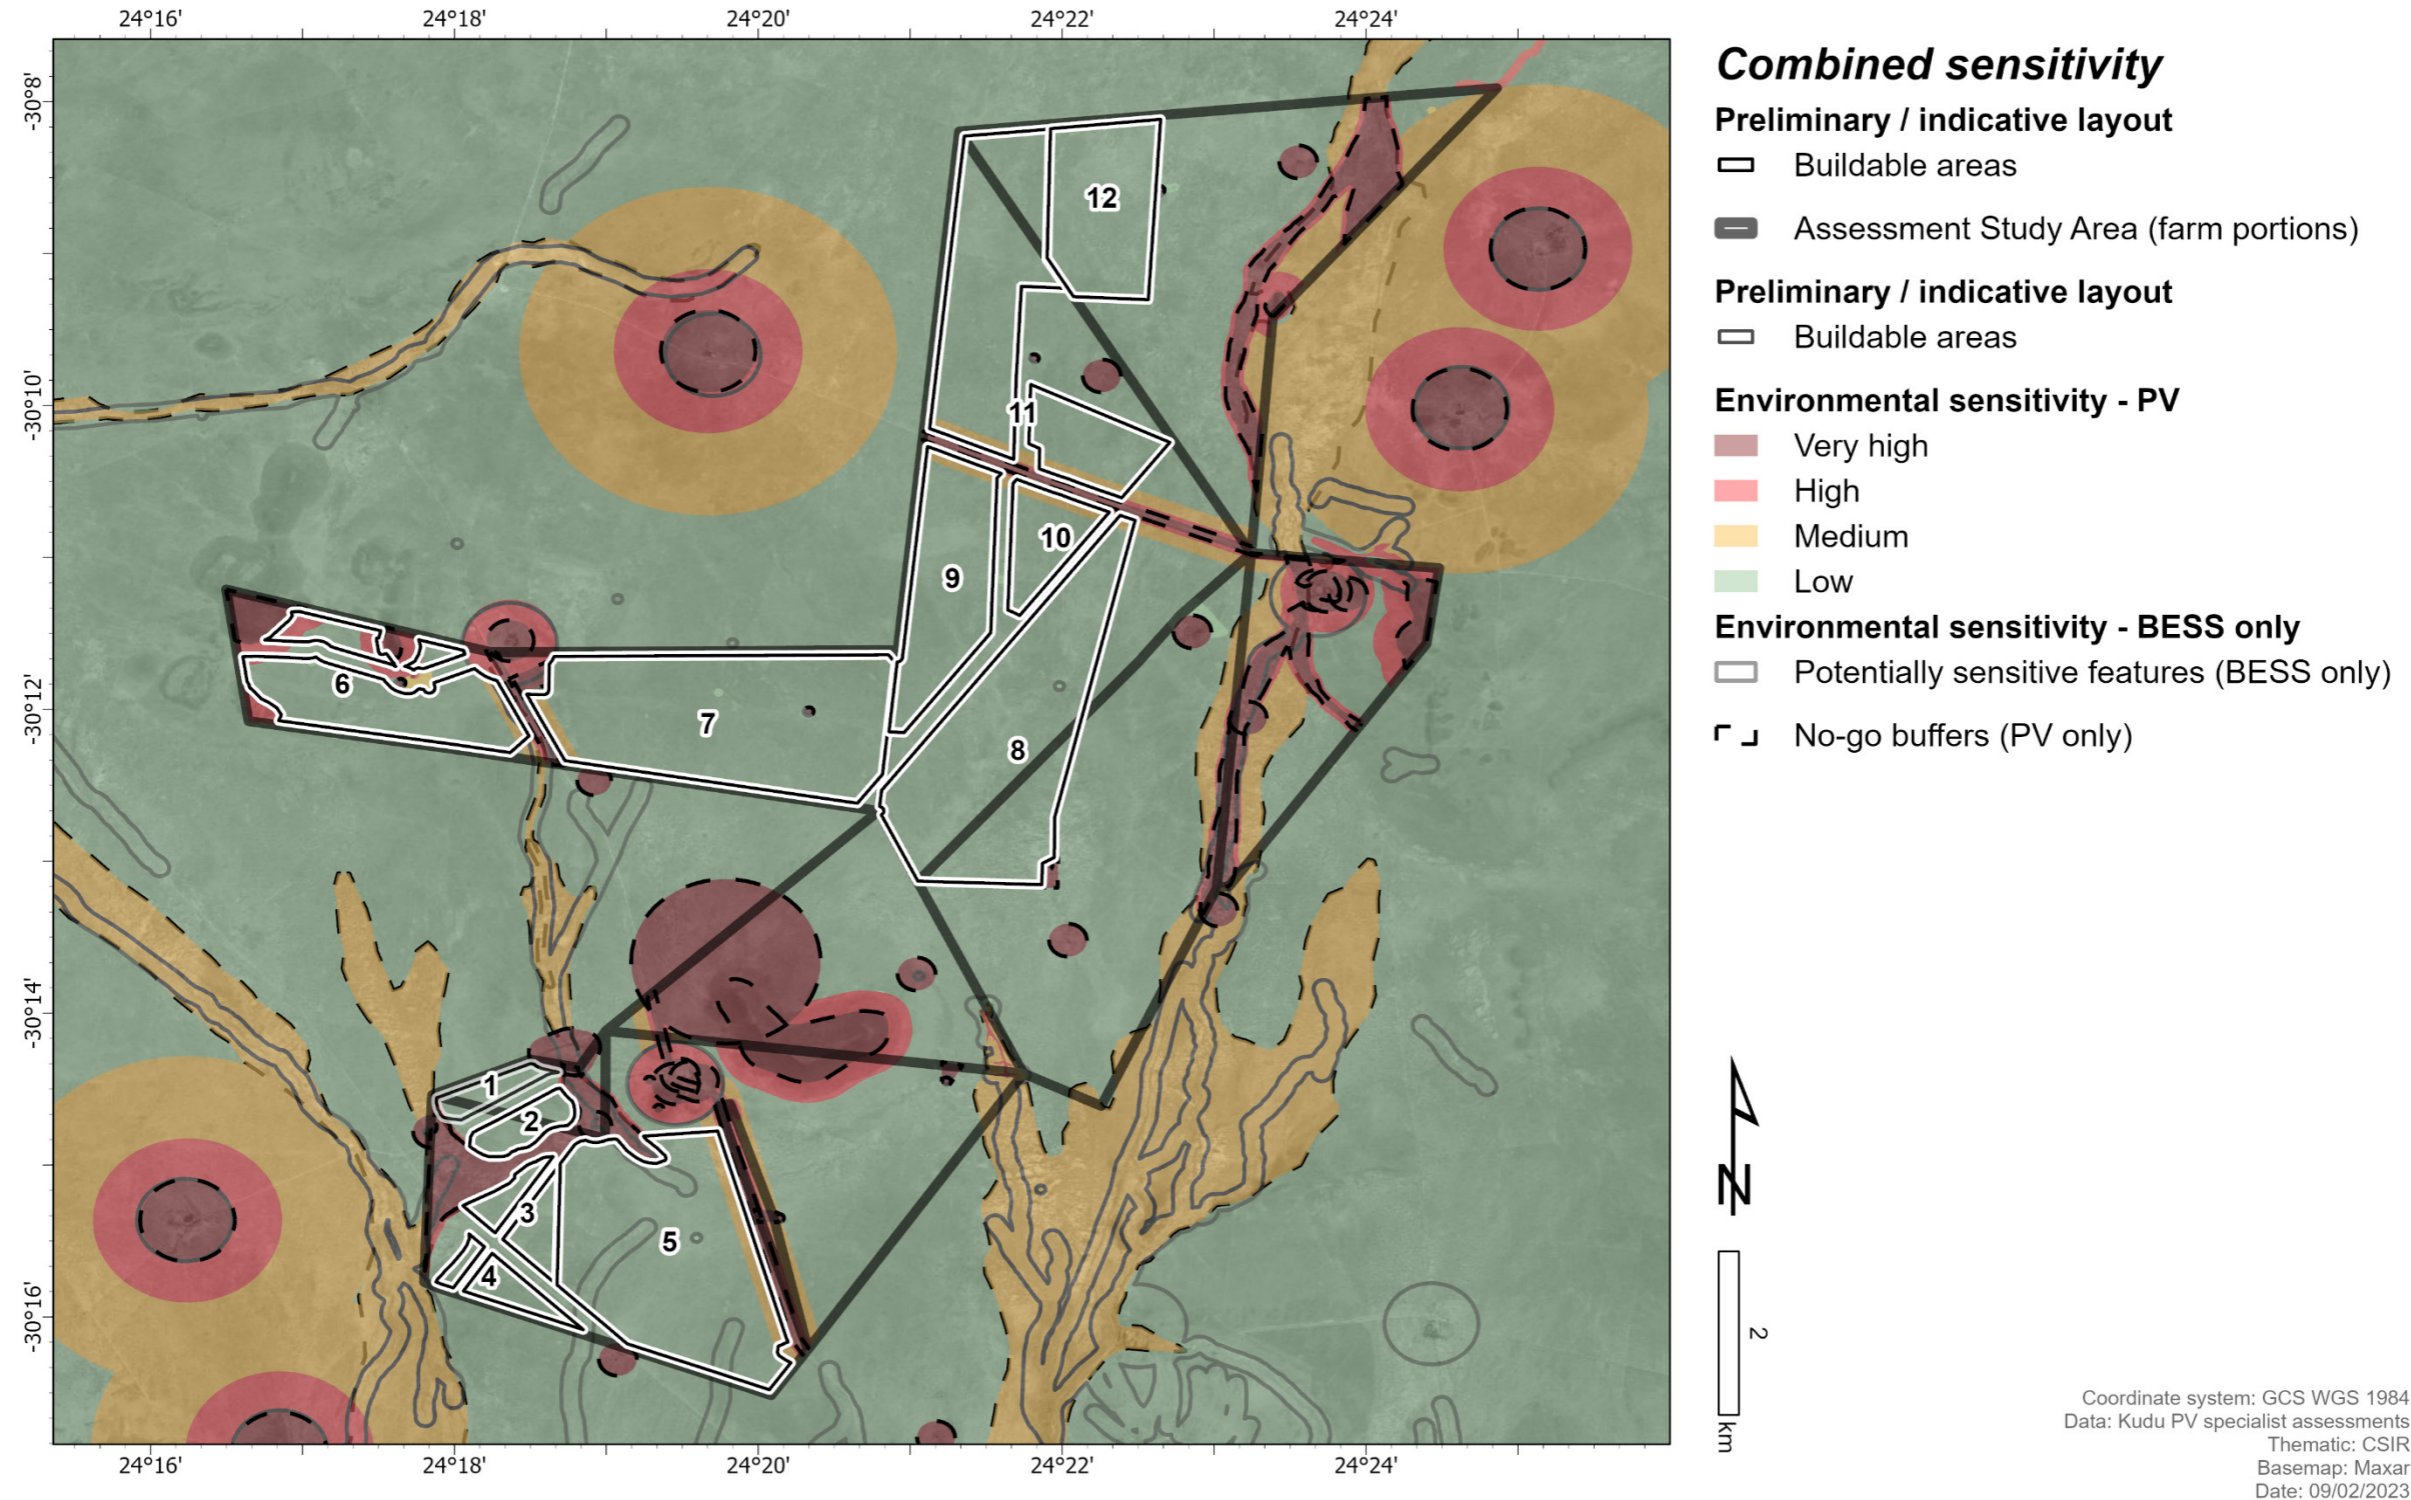 24°16'
24°18'
24°20'
24°22'
24°24'
-30°8'
-30°10'
-30°12'
-30°14'
-30°16'
12
11
10
9
6
7
8
1
2
3
4
5
24°16'
24°18'
24°20'
24°22'
24°24'
Combined sensitivity
Preliminary / indicative layout
Buildable areas
Assessment Study Area (farm portions)
Preliminary / indicative layout
Buildable areas
Environmental sensitivity - PV
Very high
High
Medium
Low
Environmental sensitivity - BESS only
Potentially sensitive features (BESS only)
No-go buffers (PV only)
N
2
km
Coordinate system: GCS WGS 1984
Data: Kudu PV specialist assessments
Thematic: CSIR
Basemap: Maxar
Date: 09/02/2023